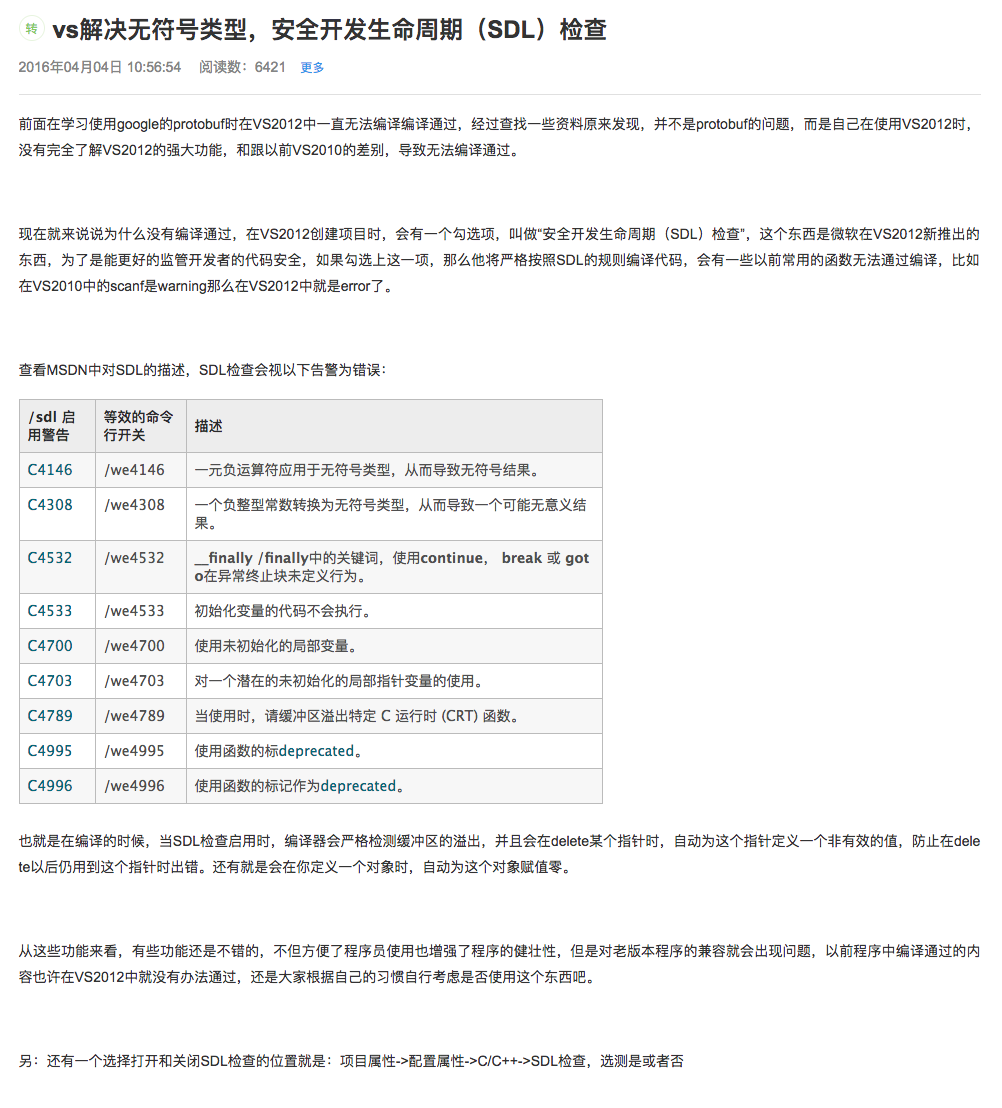 转 vs解决无符号类型，安全开发生命周期（SDL）检查
2016年04月04日 10:56:54 阅读数：6421 更多
前面在学习使用google的protobuf时在VS2012中一直无法编译编译通过，经过查找一些资料原来发现，并不是protobuf的问题，而是自己在使用VS2012时，
没有完全了解VS2012的强大功能，和跟以前VS2010的差别，导致无法编译通过。
现在就来说说为什么没有编译通过，在VS2012创建项目时，会有一个勾选项，叫做“安全开发生命周期（SDL）检查”，这个东西是微软在VS2012新推出的
东西，为了是能更好的监管开发者的代码安全，如果勾选上这一项，那么他将严格按照SDL的规则编译代码，会有一些以前常用的函数无法通过编译，比如
在VS2010中的scanf是warning那么在VS2012中就是error了。
查看MSDN中对SDL的描述，SDL检查会视以下告警为错误：
/sdl 启
用警告
等效的命令
行开关
描述
C4146 /we4146 一元负运算符应用于无符号类型，从而导致无符号结果。
C4308 /we4308 一个负整型常数转换为无符号类型，从而导致一个可能无意义结
果。
C4532 /we4532 __finally /finally中的关键词，使用continue， break 或 got
o在异常终止块未定义行为。
C4533 /we4533 初始化变量的代码不会执行。
C4700 /we4700 使用未初始化的局部变量。
C4703 /we4703 对一个潜在的未初始化的局部指针变量的使用。
C4789 /we4789 当使用时，请缓冲区溢出特定 C 运行时 (CRT) 函数。
C4995 /we4995 使用函数的标deprecated。
C4996 /we4996 使用函数的标记作为deprecated。
也就是在编译的时候，当SDL检查启用时，编译器会严格检测缓冲区的溢出，并且会在delete某个指针时，自动为这个指针定义一个非有效的值，防止在dele
te以后仍用到这个指针时出错。还有就是会在你定义一个对象时，自动为这个对象赋值零。
从这些功能来看，有些功能还是不错的，不但方便了程序员使用也增强了程序的健壮性，但是对老版本程序的兼容就会出现问题，以前程序中编译通过的内
容也许在VS2012中就没有办法通过，还是大家根据自己的习惯自行考虑是否使用这个东西吧。
另：还有一个选择打开和关闭SDL检查的位置就是：项目属性->配置属性->C/C++->SDL检查，选测是或者否